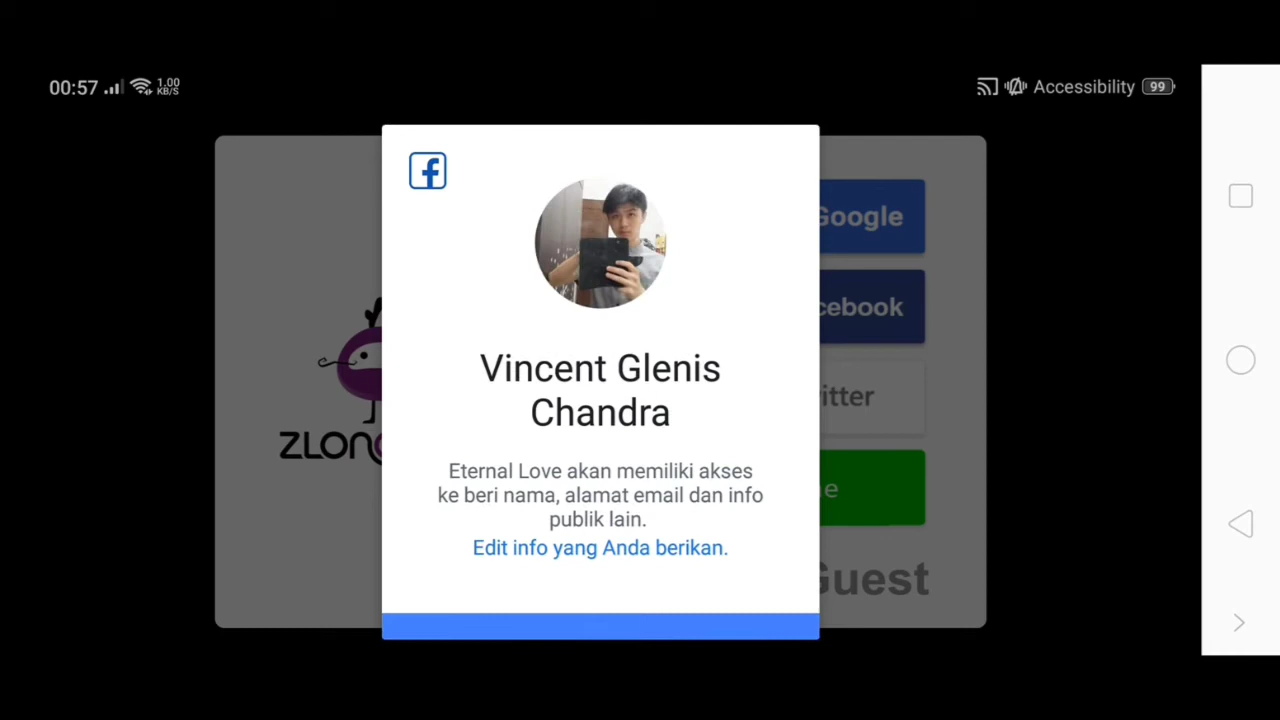 00:57
1.00
KB/S
Accessibility
99
Google
cebook
itter
e
Guest
ZLON
Vincent Glenis
Chandra
Eternal Love akan memiliki akses
ke beri nama, alamat email dan info
publik lain.
Edit info yang Anda berikan.